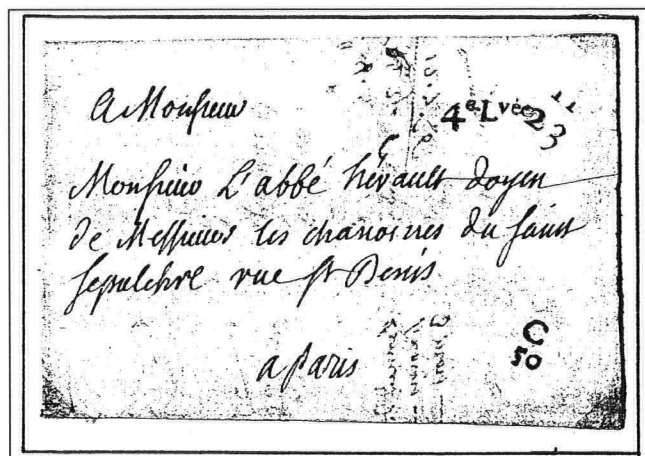 A Monsieur
4e Lvée 23
Monsieur L'abbé hérault doyen
de Messieurs les chanoines du saint
sepulchre rue St Denis
a paris
C
50